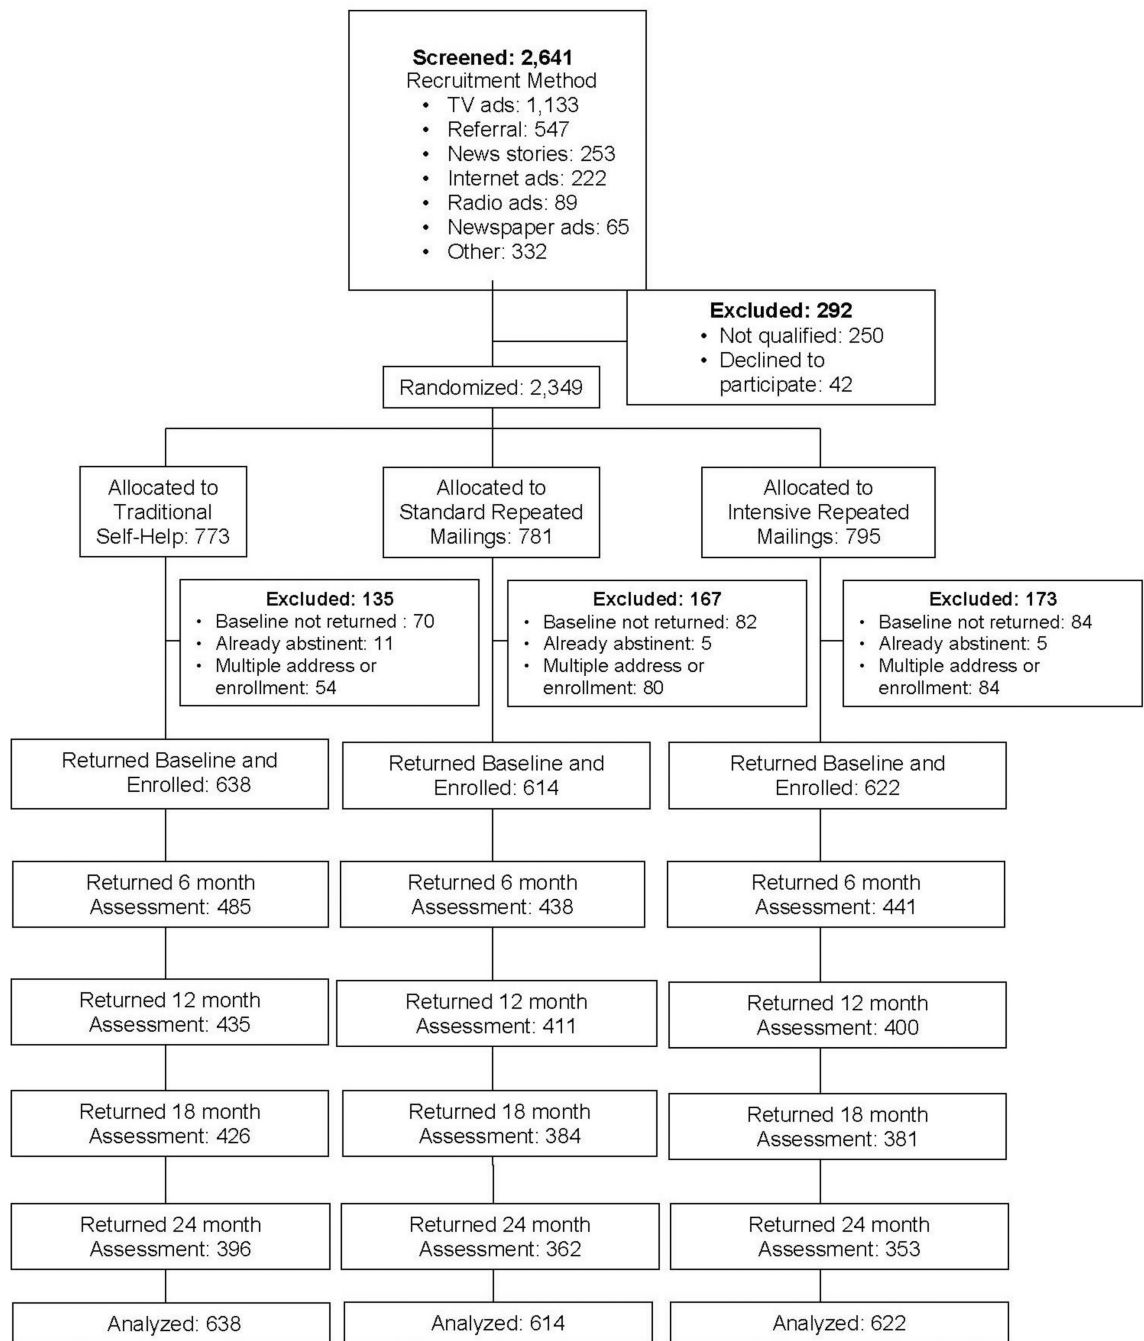 Screened: 2,641
Recruitment Method
• TV ads: 1,133
• Referral: 547
• News stories: 253
• Internet ads: 222
• Radio ads: 89
• Newspaper ads: 65
• Other: 332
Excluded: 292
• Not qualified: 250
• Declined to
participate: 42
Randomized: 2,349
Allocated to
Traditional
Self-Help: 773
Allocated to
Standard Repeated
Mailings: 781
Allocated to
Intensive Repeated
Mailings: 795
Excluded: 135
• Baseline not returned : 70
• Already abstinent: 11
• Multiple address or
enrollment: 54
Excluded: 167
• Baseline not returned: 82
• Already abstinent: 5
• Multiple address or
enrollment: 80
Excluded: 173
• Baseline not returned: 84
• Already abstinent: 5
• Multiple address or
enrollment: 84
Returned Baseline and
Enrolled: 638
Returned Baseline and
Enrolled: 614
Returned Baseline and
Enrolled: 622
Returned 6 month
Assessment: 485
Returned 6 month
Assessment: 438
Returned 6 month
Assessment: 441
Returned 12 month
Assessment: 435
Returned 12 month
Assessment: 411
Returned 12 month
Assessment: 400
Returned 18 month
Assessment: 426
Returned 18 month
Assessment: 384
Returned 18 month
Assessment: 381
Returned 24 month
Assessment: 396
Returned 24 month
Assessment: 362
Returned 24 month
Assessment: 353
Analyzed: 638
Analyzed: 614
Analyzed: 622